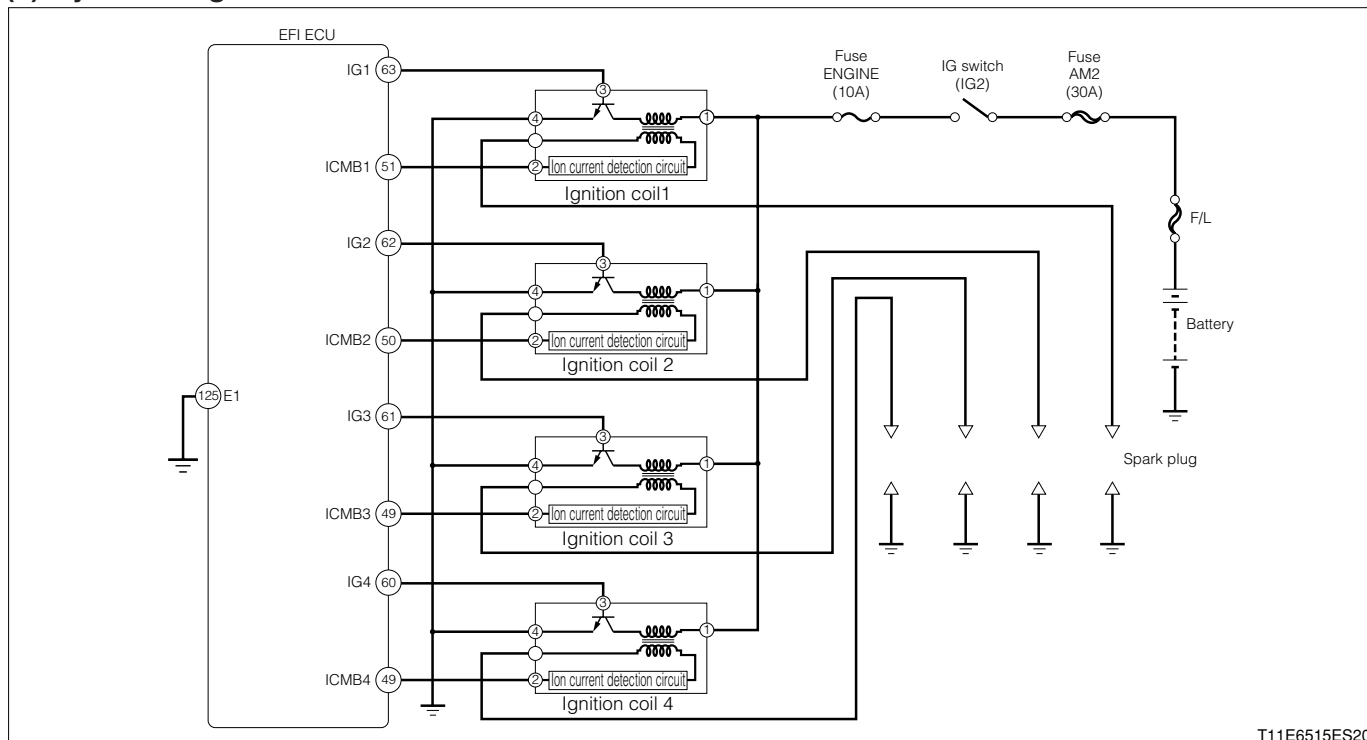 EFI ECU
Fuse
ENGINE
(10A)
IG switch
(IG2)
Fuse
AM2
(30A)
IG1 63
3
4
1
ICMB1 51
2 Ion current detection circuit
Ignition coil1
F/L
IG2 62
3
4
1
ICMB2 50
2 Ion current detection circuit
Ignition coil 2
Battery
125 E1
IG3 61
3
4
1
Spark plug
ICMB3 49
2 Ion current detection circuit
Ignition coil 3
IG4 60
3
4
1
ICMB4 49
2 Ion current detection circuit
Ignition coil 4
T11E6515ES20